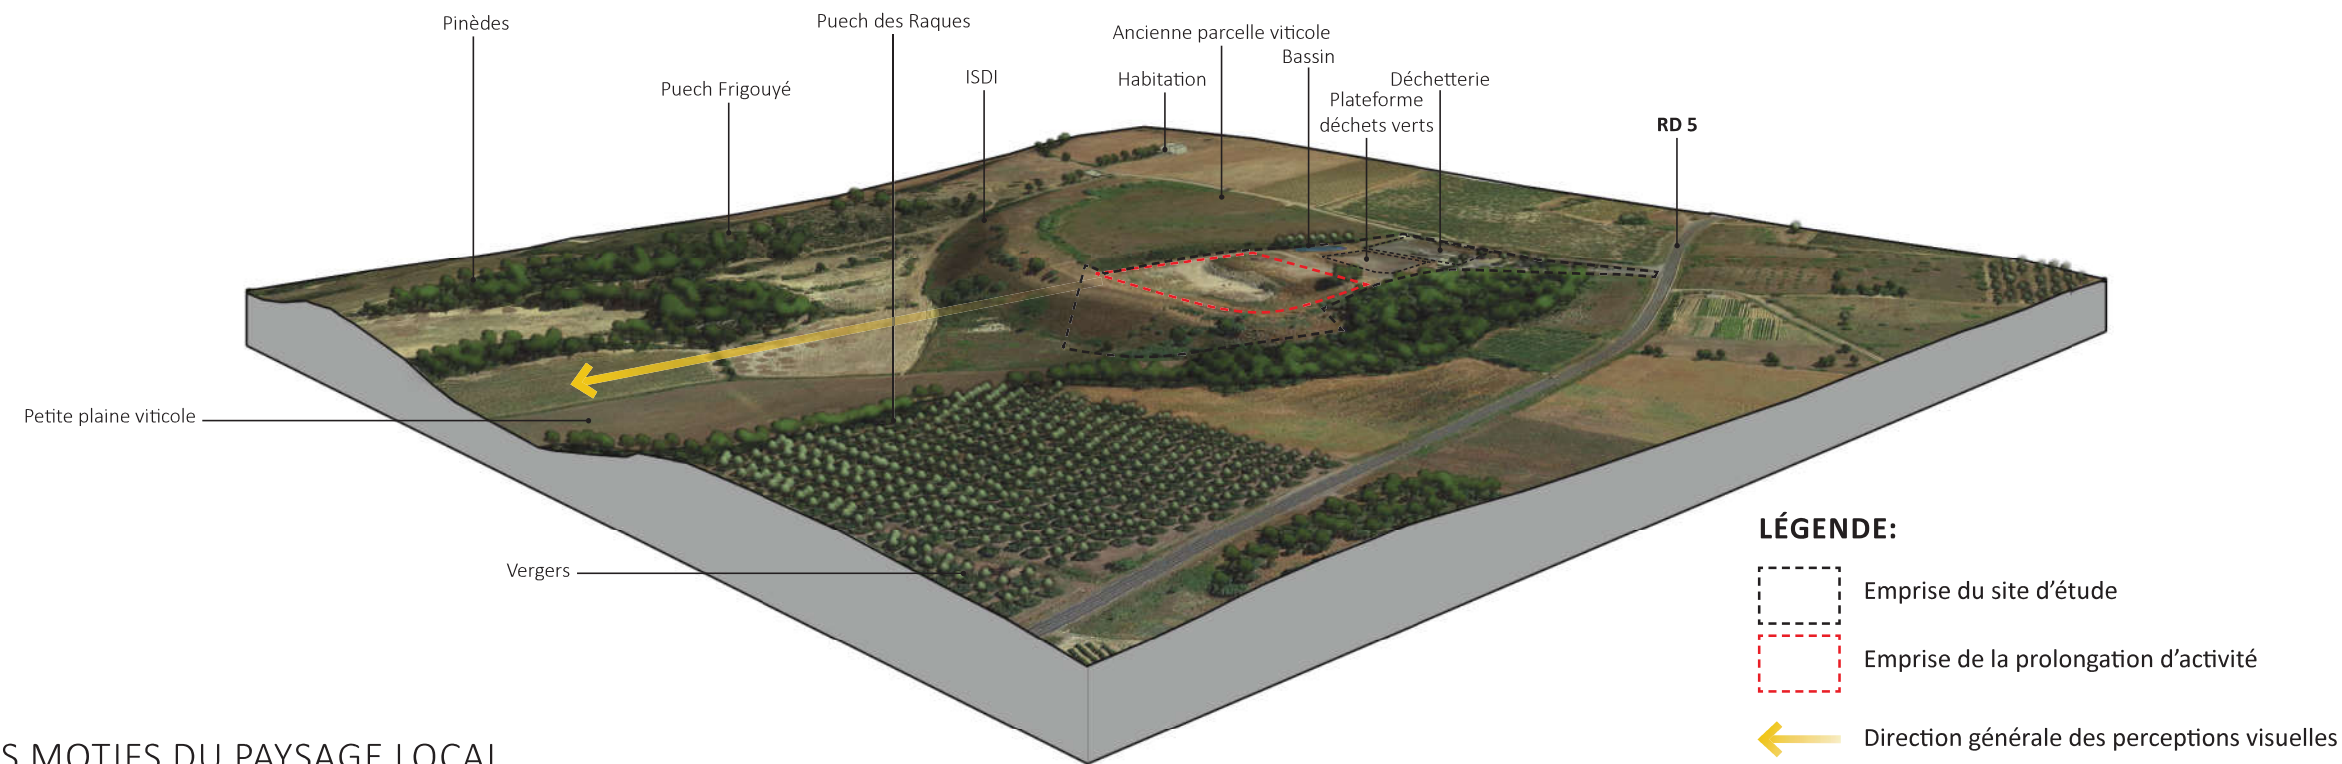 Pinèdes
Puech des Raques
Ancienne parcelle viticole
Bassin
Puech Frigouyé
ISDI
Habitation
Déchetterie
Plateforme
déchets verts
RD 5
Petite plaine viticole
Vergers
LÉGENDE:
Emprise du site d'étude
Emprise de la prolongation d'activité
Direction générale des perceptions visuelles
S MOTIFS DU PAYSAGE LOCAL